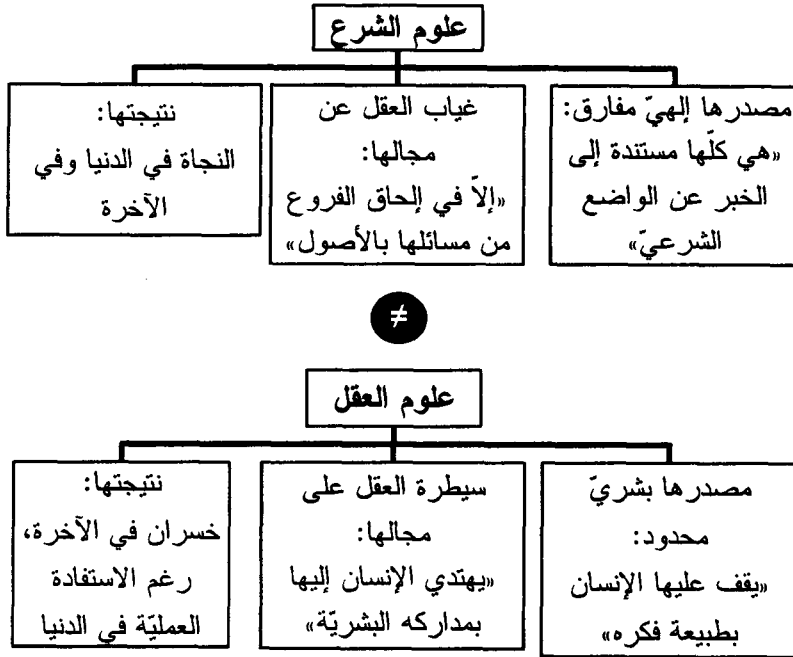 علوم الشرع
مصدرها إلهيّ مفارق:
«هي كلّها مستندة إلى
الخبر عن الواضع
الشرعيّ»
غياب العقل عن
مجالها:
«إلاّ في إلحاق الفروع
من مسائلها بالأصول»
نتيجتها:
النجاة في الدنيا وفي
الآخرة
≠
علوم العقل
مصدرها بشريّ
محدود:
«يقف عليها الإنسان
بطبيعة فكره»
سيطرة العقل على
مجالها:
«يهتدي الإنسان إليها
بمداركه البشريّة»
نتيجتها:
خسران في الآخرة،
رغم الاستفادة
العمليّة في الدنيا